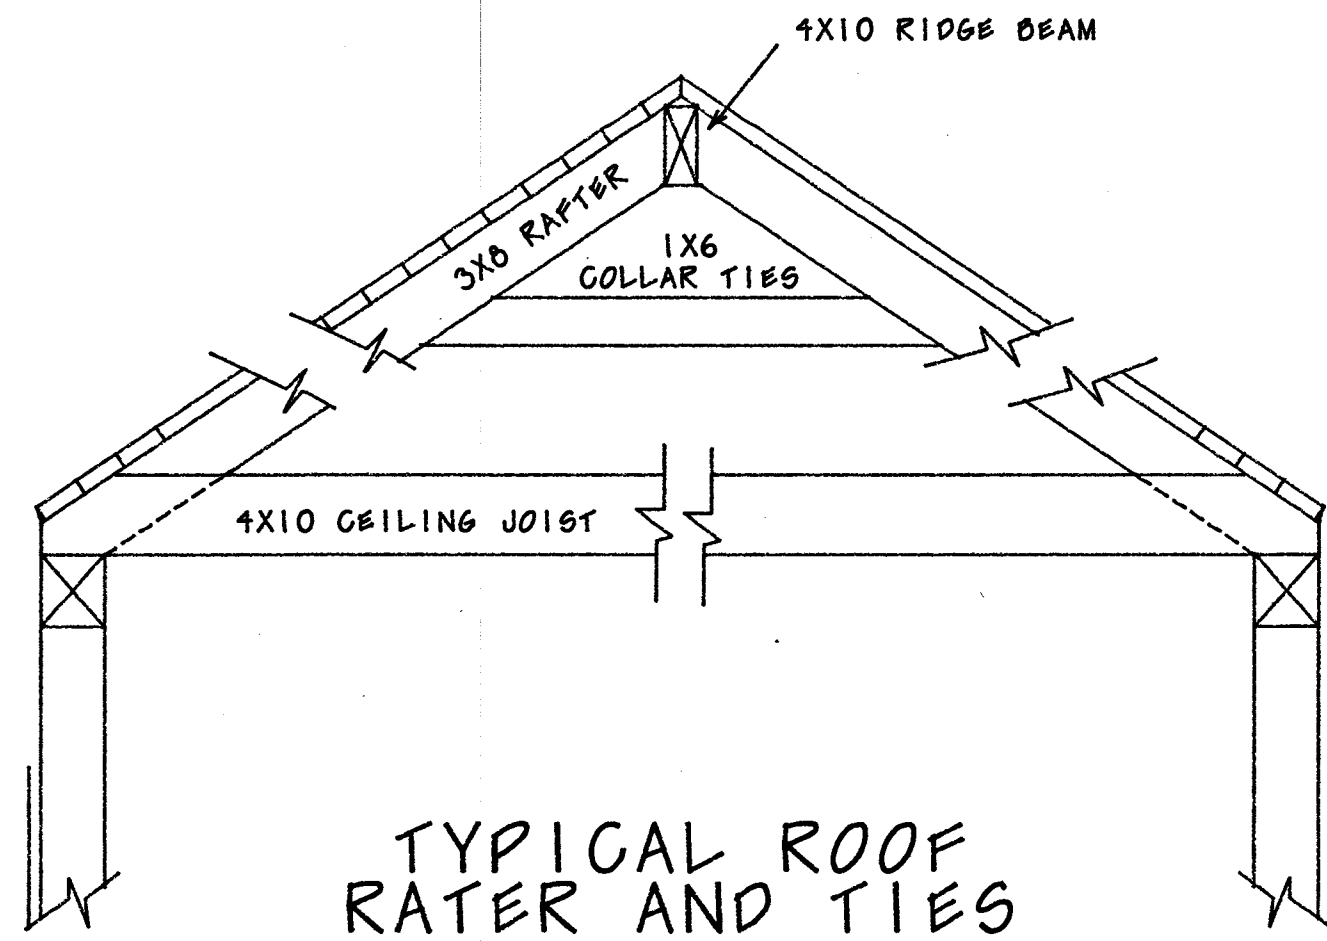 4X10 RIDGE BEAM
3X8 RAFTER
1X6
COLLAR TIES
4X10 CEILING JOIST
TYPICAL ROOF
RATER AND TIES